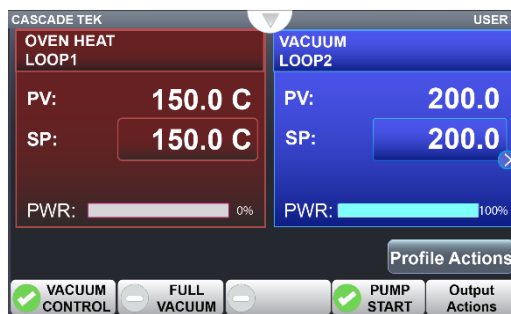 CASCADE TEK
USER
OVEN HEAT
LOOP1
PV: 150.0 C
SP: 150.0 C
PWR: 0%
VACUUM
LOOP2
PV: 200.0
SP: 200.0
PWR: 100%
Profile Actions
VACUUM
CONTROL
FULL
VACUUM
PUMP
START
Output
Actions